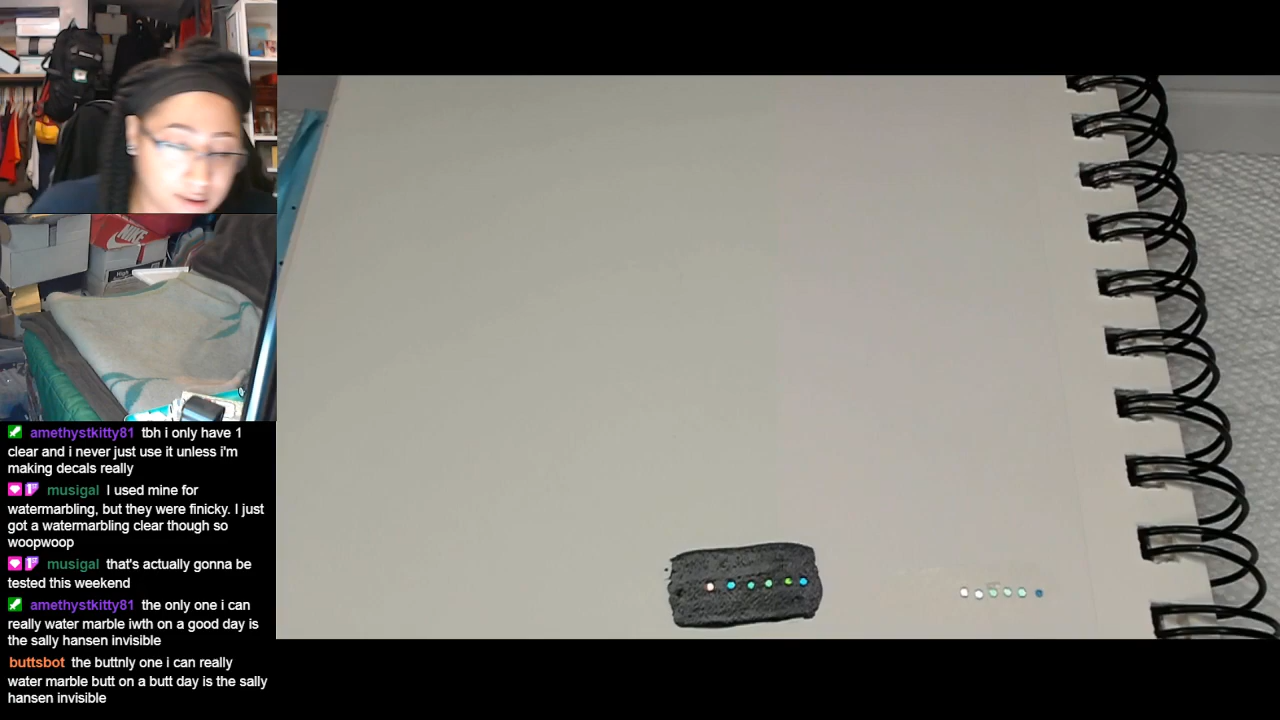 NIKE
High
amethystkitty81 tbh i only have 1
clear and i never just use it unless i'm
making decals really
musigal I used mine for
watermarbling, but they were finicky. I just
got a watermarbling clear though so
woopwoop
musigal that's actually gonna be
tested this weekend
amethystkitty81 the only one i can
really water marble iwth on a good day is
the sally hansen invisible
buttsbot the buttnly one i can really
water marble butt on a butt day is the sally
hansen invisible